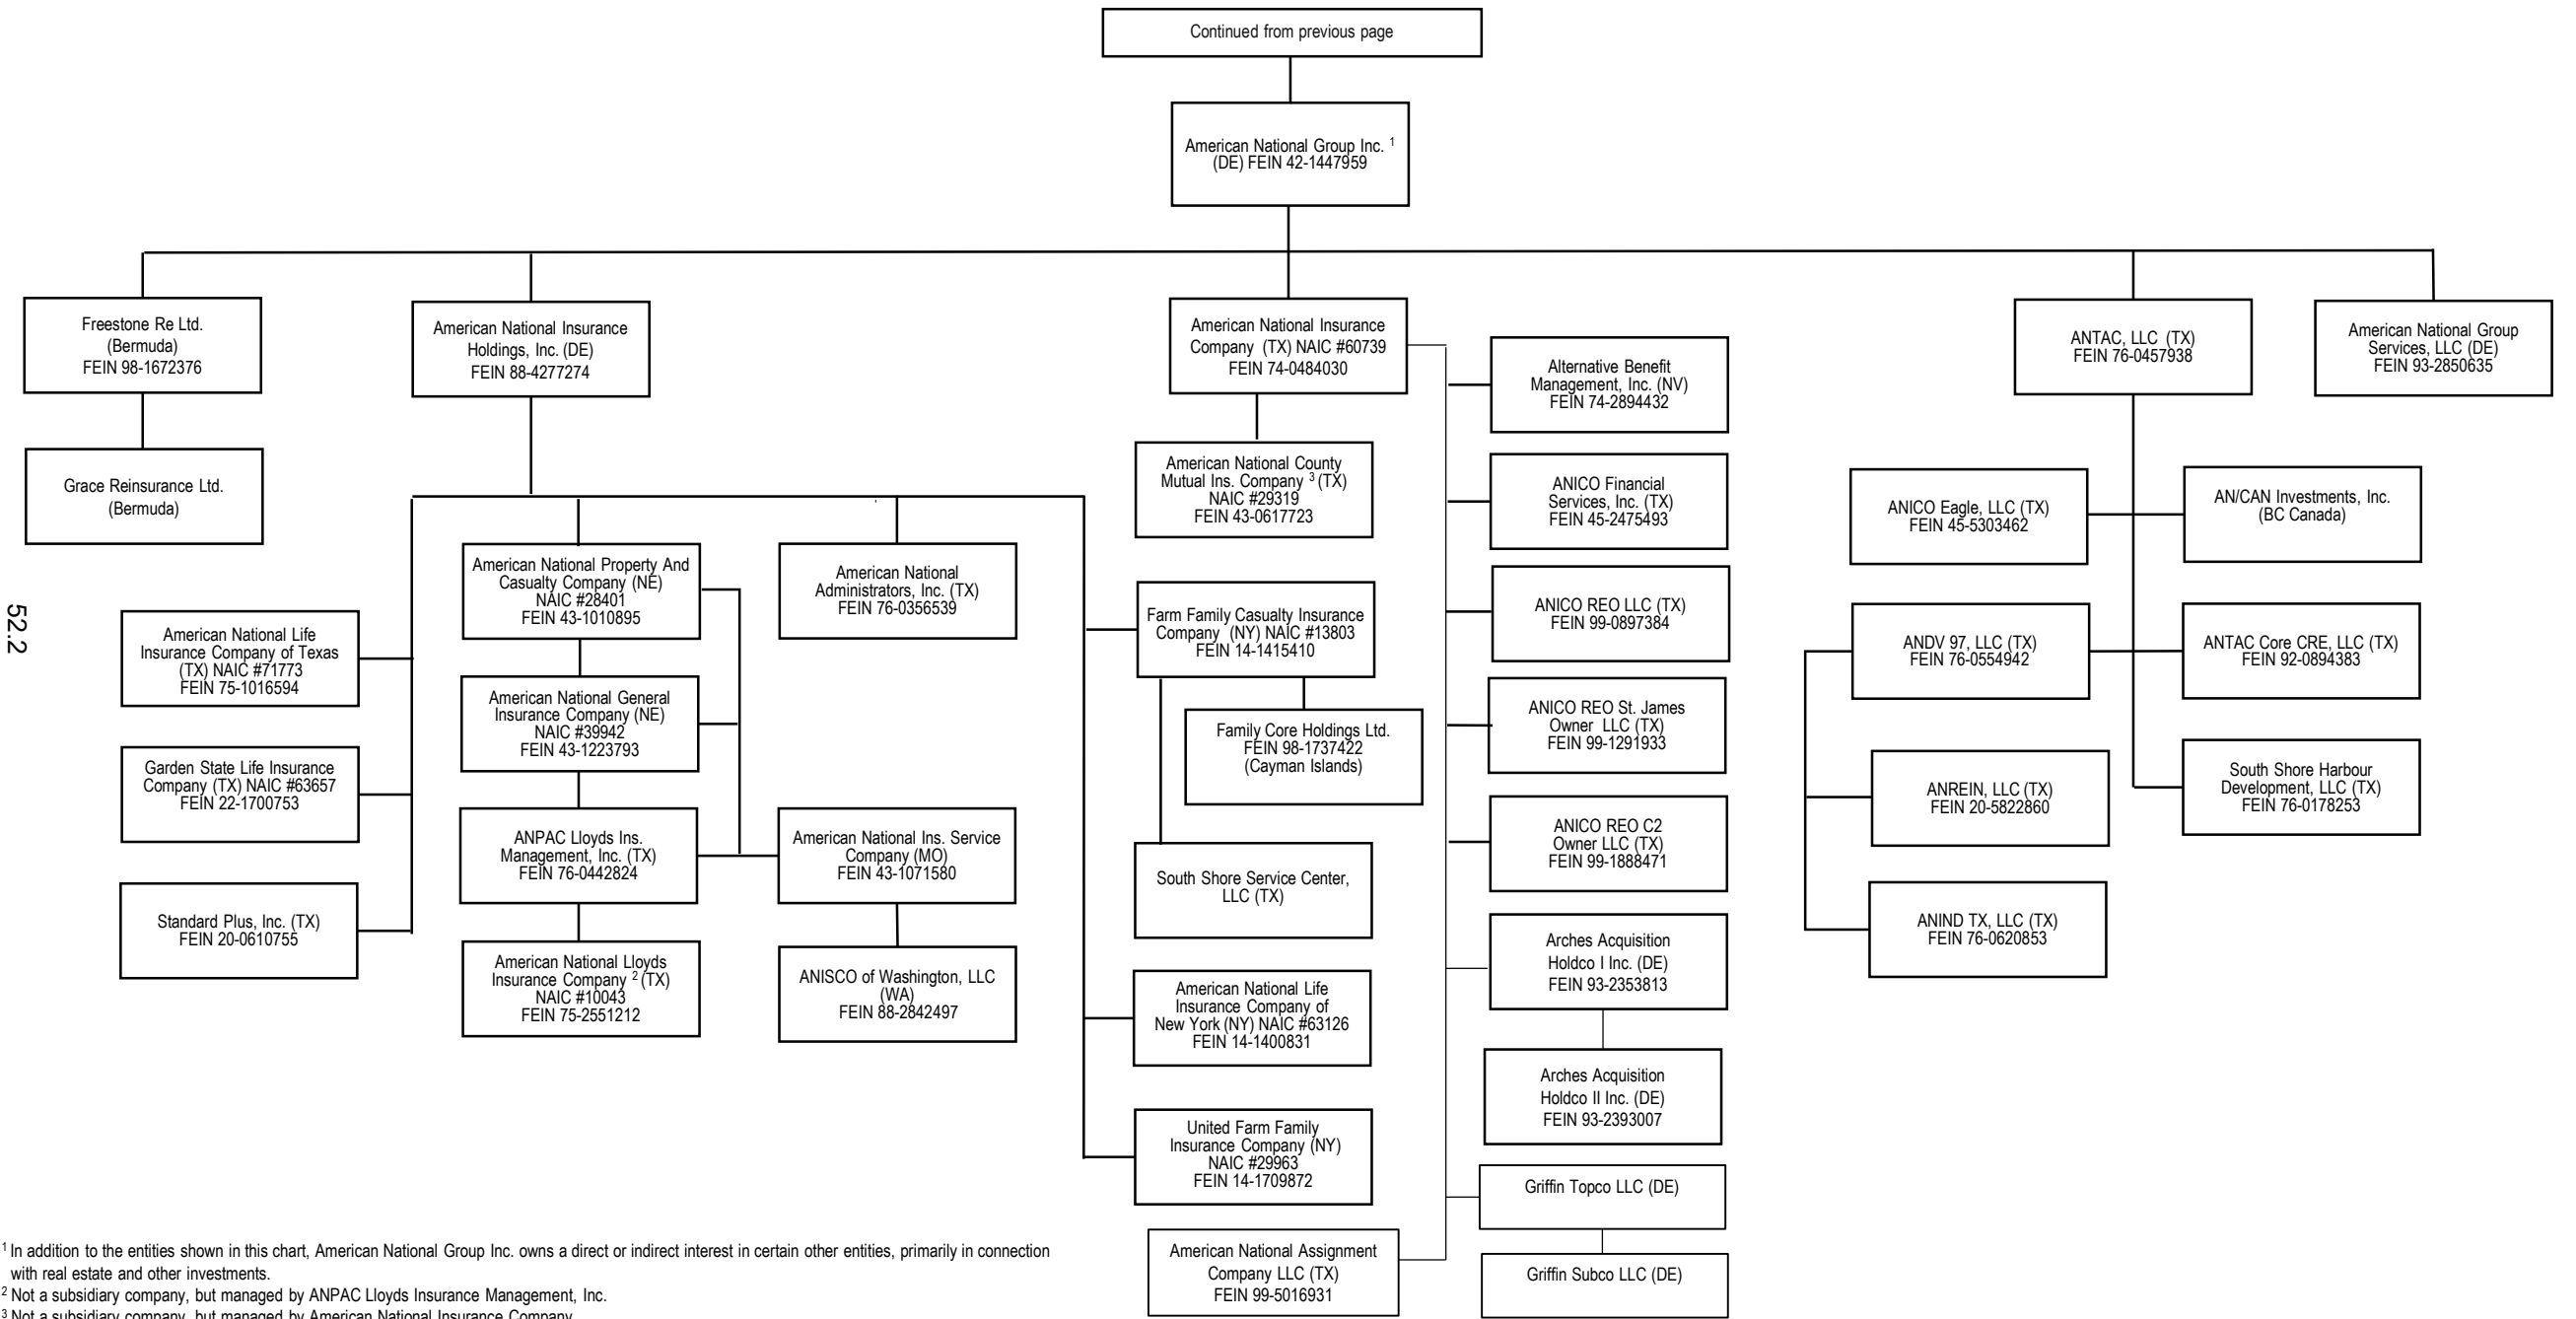 Continued from previous page
American National Group Inc. 1
(DE) FEIN 42-1447959
Freestone Re Ltd.
(Bermuda)
FEIN 98-1672376
American National Insurance
Holdings, Inc. (DE)
FEIN 88-4277274
American National Insurance
Company (TX) NAIC #60739
FEIN 74-0484030
ANTAC, LLC (TX)
FEIN 76-0457938
American National Group
Services, LLC (DE)
FEIN 93-2850635
Grace Reinsurance Ltd.
(Bermuda)
American National Life
Insurance Company of Texas
(TX) NAIC #71773
FEIN 75-1016594
Garden State Life Insurance
Company (TX) NAIC #63657
FEIN 22-1700753
Standard Plus, Inc. (TX)
FEIN 20-0610755
American National Property And
Casualty Company (NE)
NAIC #28401
FEIN 43-1010895
American National General
Insurance Company (NE)
NAIC #39942
FEIN 43-1223793
ANPAC Lloyds Ins.
Management, Inc. (TX)
FEIN 76-0442824
American National Lloyds
Insurance Company 2 (TX)
NAIC #10043
FEIN 75-2551212
American National
Administrators, Inc. (TX)
FEIN 76-0356539
American National Ins. Service
Company (MO)
FEIN 43-1071580
ANISCO of Washington, LLC
(WA)
FEIN 88-2842497
American National County
Mutual Ins. Company 3 (TX)
NAIC #29319
FEIN 43-0617723
Farm Family Casualty Insurance
Company (NY) NAIC #13803
FEIN 14-1415410
Family Core Holdings Ltd.
FEIN 98-1737422
(Cayman Islands)
South Shore Service Center,
LLC (TX)
American National Life
Insurance Company of
New York (NY) NAIC #63126
FEIN 14-1400831
United Farm Family
Insurance Company (NY)
NAIC #29963
FEIN 14-1709872
American National Assignment
Company LLC (TX)
FEIN 99-5016931
Alternative Benefit
Management, Inc. (NV)
FEIN 74-2894432
ANICO Financial
Services, Inc. (TX)
FEIN 45-2475493
ANICO REO LLC (TX)
FEIN 99-0897384
ANICO REO St. James
Owner LLC (TX)
FEIN 99-1291933
ANICO REO C2
Owner LLC (TX)
FEIN 99-1888471
Arches Acquisition
Holdco I Inc. (DE)
FEIN 93-2353813
Arches Acquisition
Holdco II Inc. (DE)
FEIN 93-2393007
Griffin Topco LLC (DE)
Griffin Subco LLC (DE)
ANICO Eagle, LLC (TX)
FEIN 45-5303462
AN/CAN Investments, Inc.
(BC Canada)
ANDV 97, LLC (TX)
FEIN 76-0554942
ANTAC Core CRE, LLC (TX)
FEIN 92-0894383
ANREIN, LLC (TX)
FEIN 20-5822860
South Shore Harbour
Development, LLC (TX)
FEIN 76-0178253
ANIND TX, LLC (TX)
FEIN 76-0620853
52.2
1 In addition to the entities shown in this chart, American National Group Inc. owns a direct or indirect interest in certain other entities, primarily in connection
with real estate and other investments.
2 Not a subsidiary company, but managed by ANPAC Lloyds Insurance Management, Inc.
3 Not a subsidiary company, but managed by American National Insurance Company